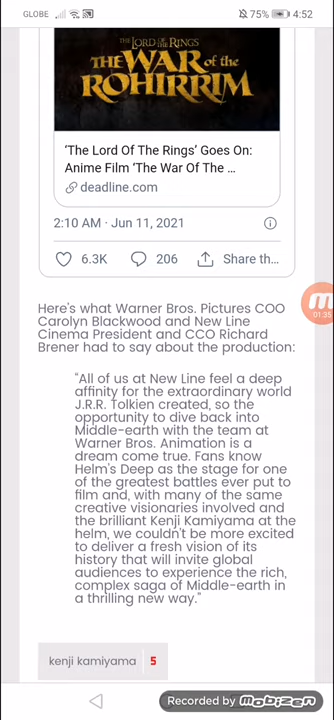 GLOBE 75% 4:52
THE LORD OF THE RINGS
THE WAR of the
ROHIRRIM
‘The Lord Of The Rings’ Goes On:
Anime Film ‘The War Of The ...
deadline.com
2:10 AM · Jun 11, 2021
6.3K 206 Share th...
Here's what Warner Bros. Pictures COO
Carolyn Blackwood and New Line
Cinema President and CCO Richard
Brener had to say about the production:
01:35
“All of us at New Line feel a deep
affinity for the extraordinary world
J.R.R. Tolkien created, so the
opportunity to dive back into
Middle-earth with the team at
Warner Bros. Animation is a
dream come true. Fans know
Helm's Deep as the stage for one
of the greatest battles ever put to
film and, with many of the same
creative visionaries involved and
the brilliant Kenji Kamiyama at the
helm, we couldn't be more excited
to deliver a fresh vision of its
history that will invite global
audiences to experience the rich,
complex saga of Middle-earth in
a thrilling new way.”
kenji kamiyama 5
Recorded by mobizen